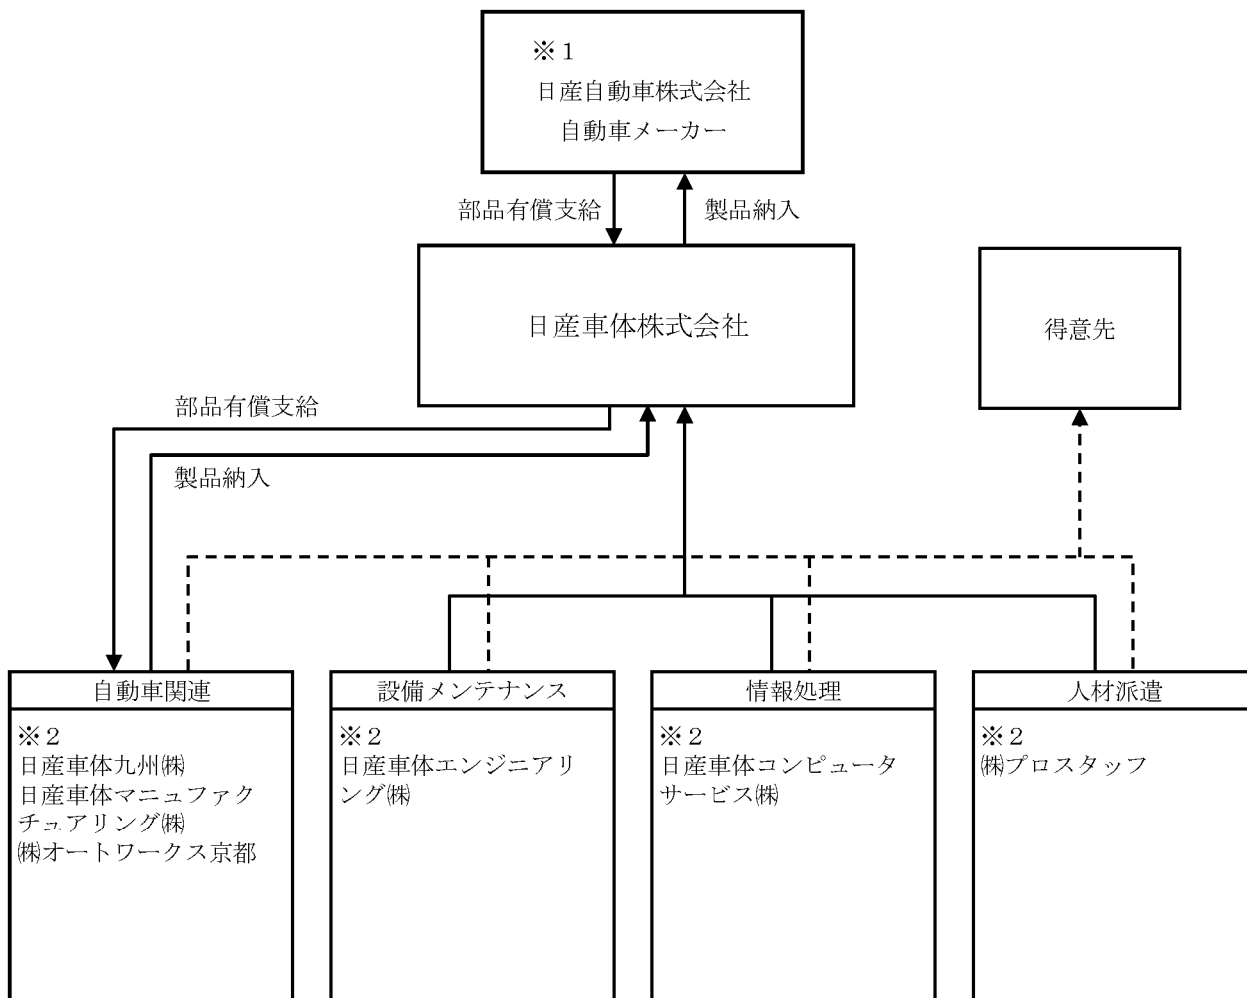 ※１
日産自動車株式会社
自動車メーカー
部品有償支給
製品納入
日産車体株式会社
得意先
部品有償支給
製品納入
自動車関連
※２
日産車体九州㈱
日産車体マニュファク
チュアリング㈱
㈱オートワークス京都
設備メンテナンス
※２
日産車体エンジニアリ
ング㈱
情報処理
※２
日産車体コンピュータ
サービス㈱
人材派遣
※２
㈱プロスタッフ